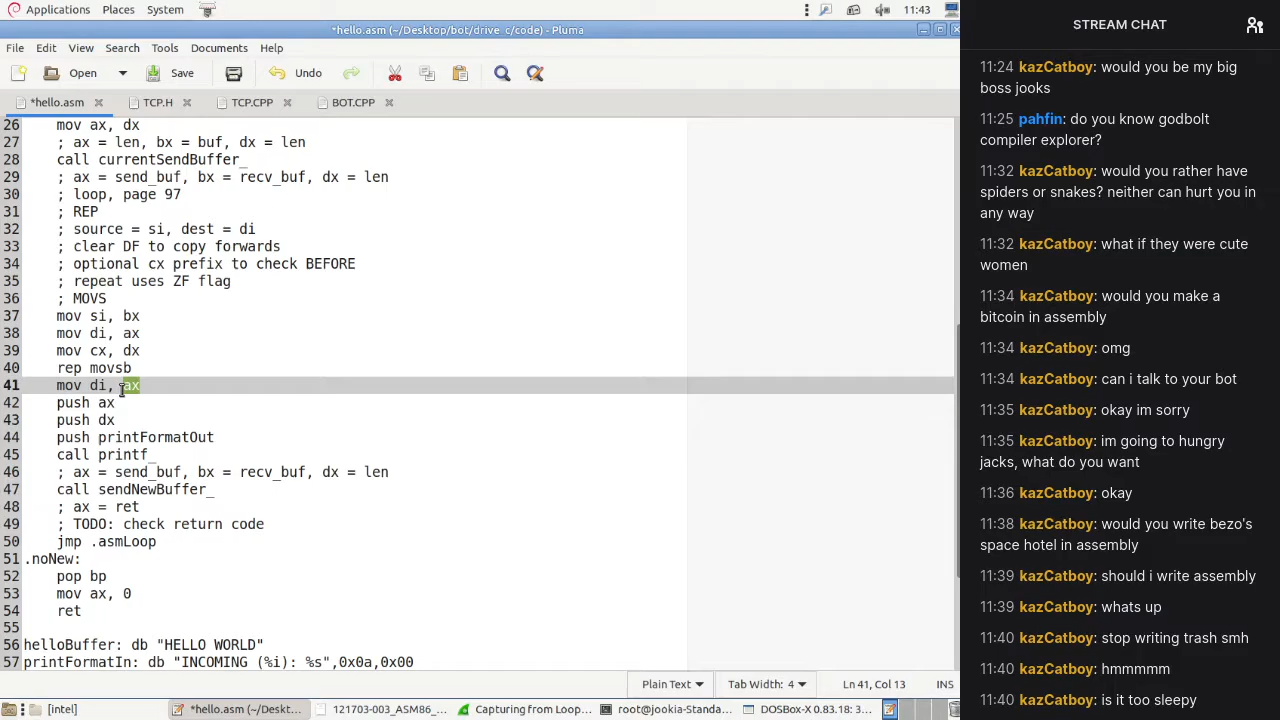 Applications Places System 11:43
*hello.asm (~/Desktop/bot/drive_c/code) - Pluma
File Edit View Search Tools Documents Help
Open Save Undo
*hello.asm TCP.H TCP.CPP BOT.CPP
26 mov ax, dx
27 ; ax = len, bx = buf, dx = len
28 call currentSendBuffer_
29 ; ax = send_buf, bx = recv_buf, dx = len
30 ; loop, page 97
31 ; REP
32 ; source = si, dest = di
33 ; clear DF to copy forwards
34 ; optional cx prefix to check BEFORE
35 ; repeat uses ZF flag
36 ; MOVS
37 mov si, bx
38 mov di, ax
39 mov cx, dx
40 rep movsb
41 mov di, ax
42 push ax
43 push dx
44 push printFormatOut
45 call printf_
46 ; ax = send_buf, bx = recv_buf, dx = len
47 call sendNewBuffer_
48 ; ax = ret
49 ; TODO: check return code
50 jmp .asmLoop
51 .noNew:
52 pop bp
53 mov ax, 0
54 ret
55
56 helloBuffer: db "HELLO WORLD"
57 printFormatIn: db "INCOMING (%i): %s",0x0a,0x00
Plain Text Tab Width: 4 Ln 41, Col 13 INS
[intel] *hello.asm (~/Deskt... 121703-003_ASM86_... Capturing from Loop... root@jookia-Standa... DOSBox-X 0.83.18: 3...
STREAM CHAT
11:24 kazCatboy: would you be my big
boss jooks
11:25 pahfin: do you know godbolt
compiler explorer?
11:32 kazCatboy: would you rather have
spiders or snakes? neither can hurt you in
any way
11:32 kazCatboy: what if they were cute
women
11:34 kazCatboy: would you make a
bitcoin in assembly
11:34 kazCatboy: omg
11:34 kazCatboy: can i talk to your bot
11:35 kazCatboy: okay im sorry
11:35 kazCatboy: im going to hungry
jacks, what do you want
11:36 kazCatboy: okay
11:38 kazCatboy: would you write bezo's
space hotel in assembly
11:39 kazCatboy: should i write assembly
11:39 kazCatboy: whats up
11:40 kazCatboy: stop writing trash smh
11:40 kazCatboy: hmmmmm
11:40 kazCatboy: is it too sleepy